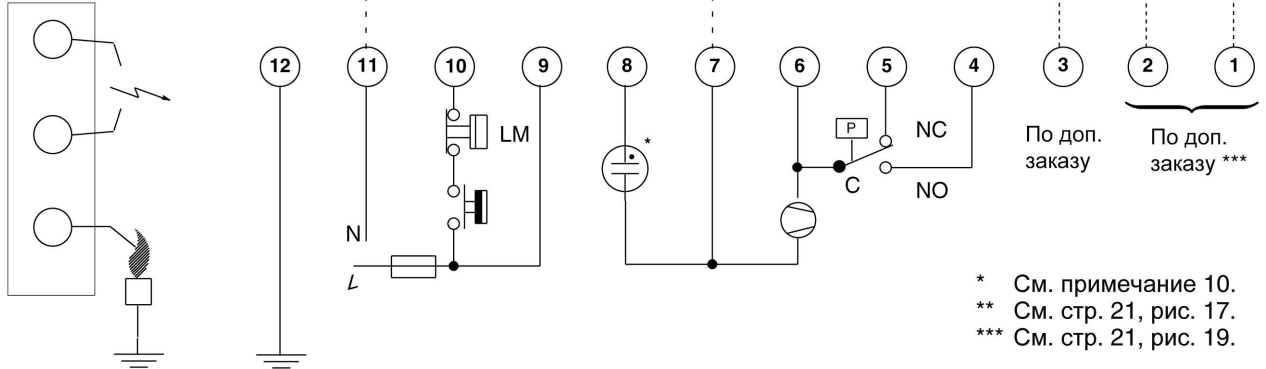 12 11 10 9 8 7 6 5 4 3 2 1
LM
*
P
NC
C
NO
По доп.
заказу
По доп.
заказу ***
N
L
* См. примечание 10.
** См. стр. 21, рис. 17.
*** См. стр. 21, рис. 19.